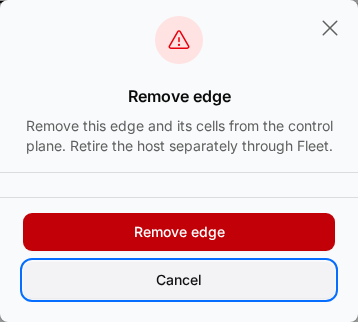 Remove edge
Remove this edge and its cells from the control
plane. Retire the host separately through Fleet.
Remove edge
Cancel